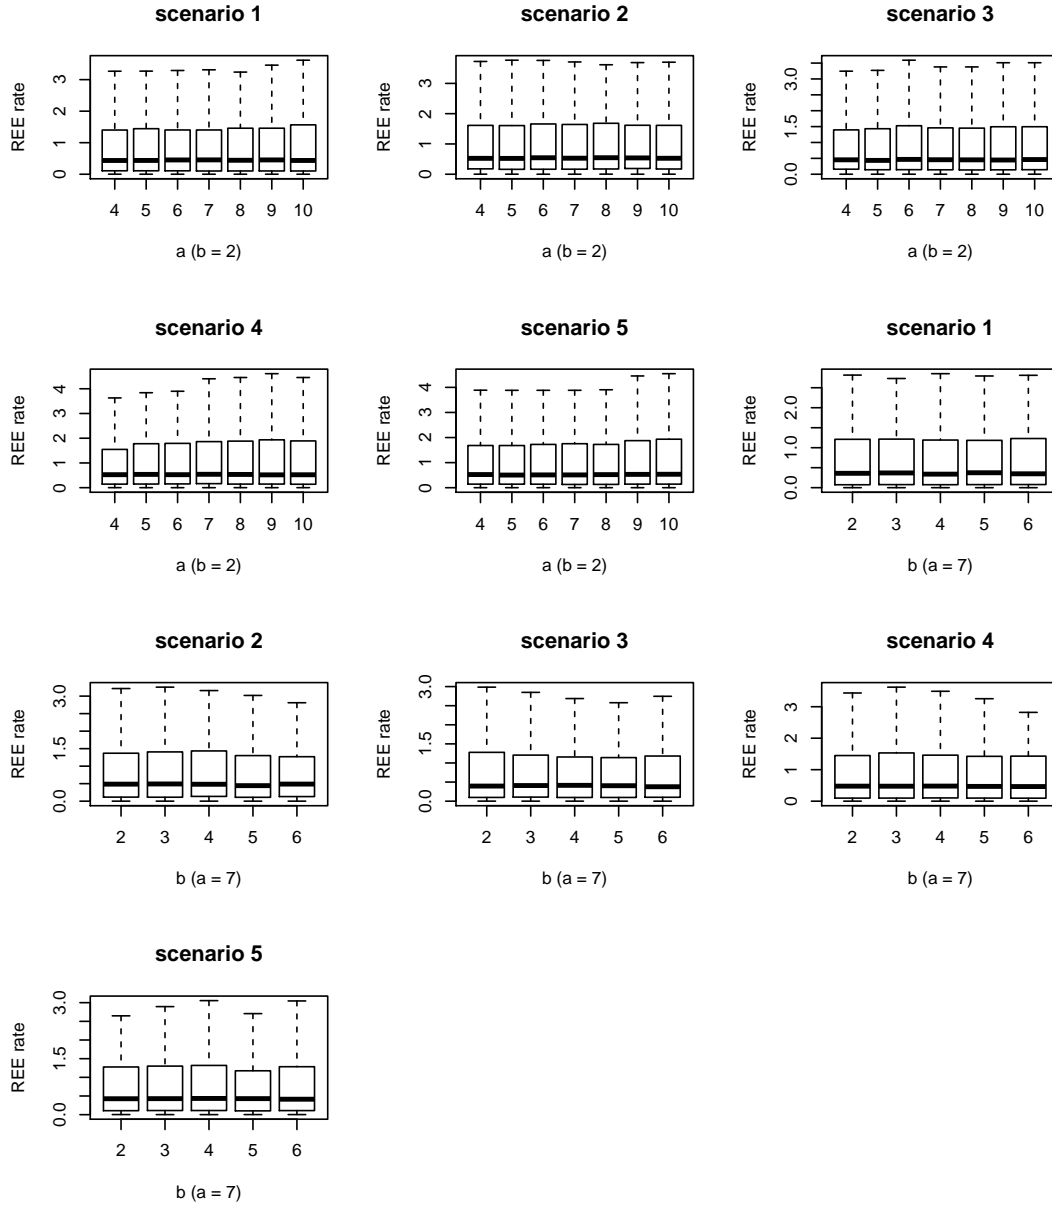 scenario 1
REE rate
3
2
1
0
4 5 6 7 8 9 10
a (b = 2)
scenario 2
REE rate
3
2
1
0
4 5 6 7 8 9 10
a (b = 2)
scenario 3
REE rate
3.0
1.5
0.0
4 5 6 7 8 9 10
a (b = 2)
scenario 4
REE rate
4
3
2
1
0
4 5 6 7 8 9 10
a (b = 2)
scenario 5
REE rate
4
3
2
1
0
4 5 6 7 8 9 10
a (b = 2)
scenario 1
REE rate
2.0
1.0
0.0
2 3 4 5 6
b (a = 7)
scenario 2
REE rate
3.0
1.5
0.0
2 3 4 5 6
b (a = 7)
scenario 3
REE rate
3.0
1.5
0.0
2 3 4 5 6
b (a = 7)
scenario 4
REE rate
3
2
1
0
2 3 4 5 6
b (a = 7)
scenario 5
REE rate
3.0
1.5
0.0
2 3 4 5 6
b (a = 7)